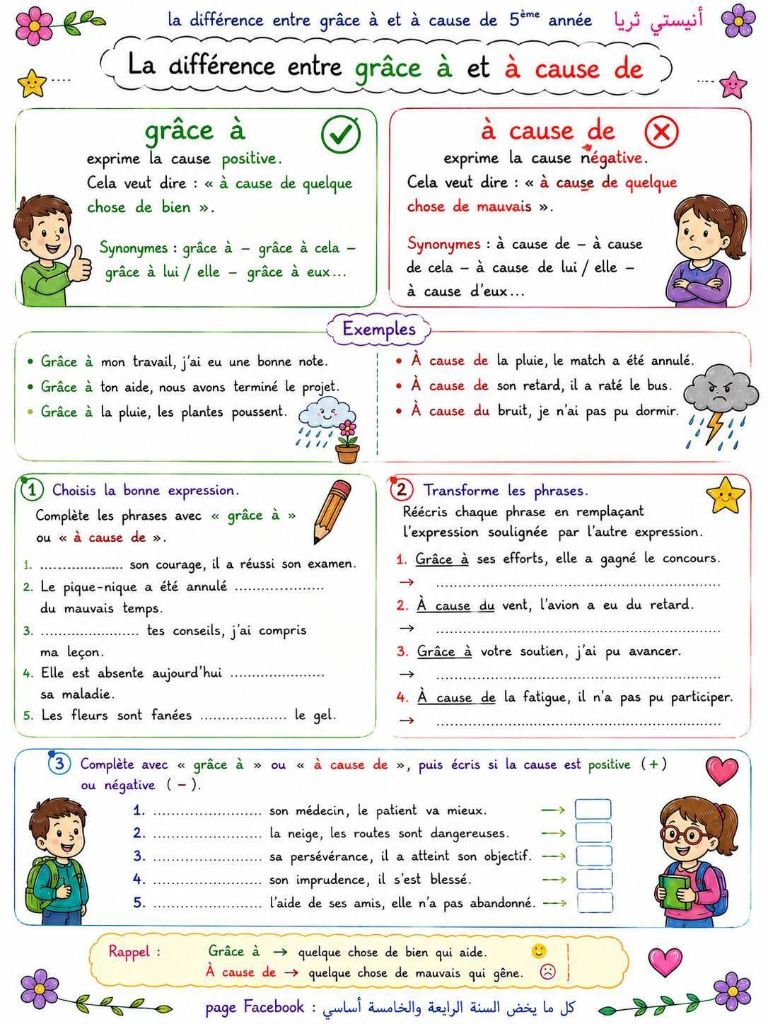 la différence entre grâce à et à cause de 5ème année
أنيستي ثريا
La différence entre grâce à et à cause de
grâce à
exprime la cause positive.
Cela veut dire : « à cause de quelque
chose de bien ».
Synonymes : grâce à – grâce à cela –
grâce à lui / elle – grâce à eux...
à cause de
exprime la cause négative.
Cela veut dire : « à cause de quelque
chose de mauvais ».
Synonymes : à cause de – à cause
de cela – à cause de lui / elle –
à cause d'eux...
Exemples
• Grâce à mon travail, j'ai eu une bonne note.
• Grâce à ton aide, nous avons terminé le projet.
• Grâce à la pluie, les plantes poussent.
• À cause de la pluie, le match a été annulé.
• À cause de son retard, il a raté le bus.
• À cause du bruit, je n'ai pas pu dormir.
1 Choisis la bonne expression.
Complète les phrases avec « grâce à »
ou « à cause de ».
1. ........................ son courage, il a réussi son examen.
2. Le pique-nique a été annulé ........................
du mauvais temps.
3. ........................ tes conseils, j'ai compris
ma leçon.
4. Elle est absente aujourd'hui ........................
sa maladie.
5. Les fleurs sont fanées ........................ le gel.
2 Transforme les phrases.
Réécris chaque phrase en remplaçant
l'expression soulignée par l'autre expression.
1. Grâce à ses efforts, elle a gagné le concours.
→ ........................
2. À cause du vent, l'avion a eu du retard.
→ ........................
3. Grâce à votre soutien, j'ai pu avancer.
→ ........................
4. À cause de la fatigue, il n'a pas pu participer.
→ ........................
3 Complète avec « grâce à » ou « à cause de », puis écris si la cause est positive (+)
ou négative (–).
1. ........................ son médecin, le patient va mieux. →
2. ........................ la neige, les routes sont dangereuses. →
3. ........................ sa persévérance, il a atteint son objectif. →
4. ........................ son imprudence, il s'est blessé. →
5. ........................ l'aide de ses amis, elle n'a pas abandonné. →
Rappel : Grâce à → quelque chose de bien qui aide.
À cause de → quelque chose de mauvais qui gêne.
page Facebook : كل ما يخض السنة الرايعة والخامسة أساسي